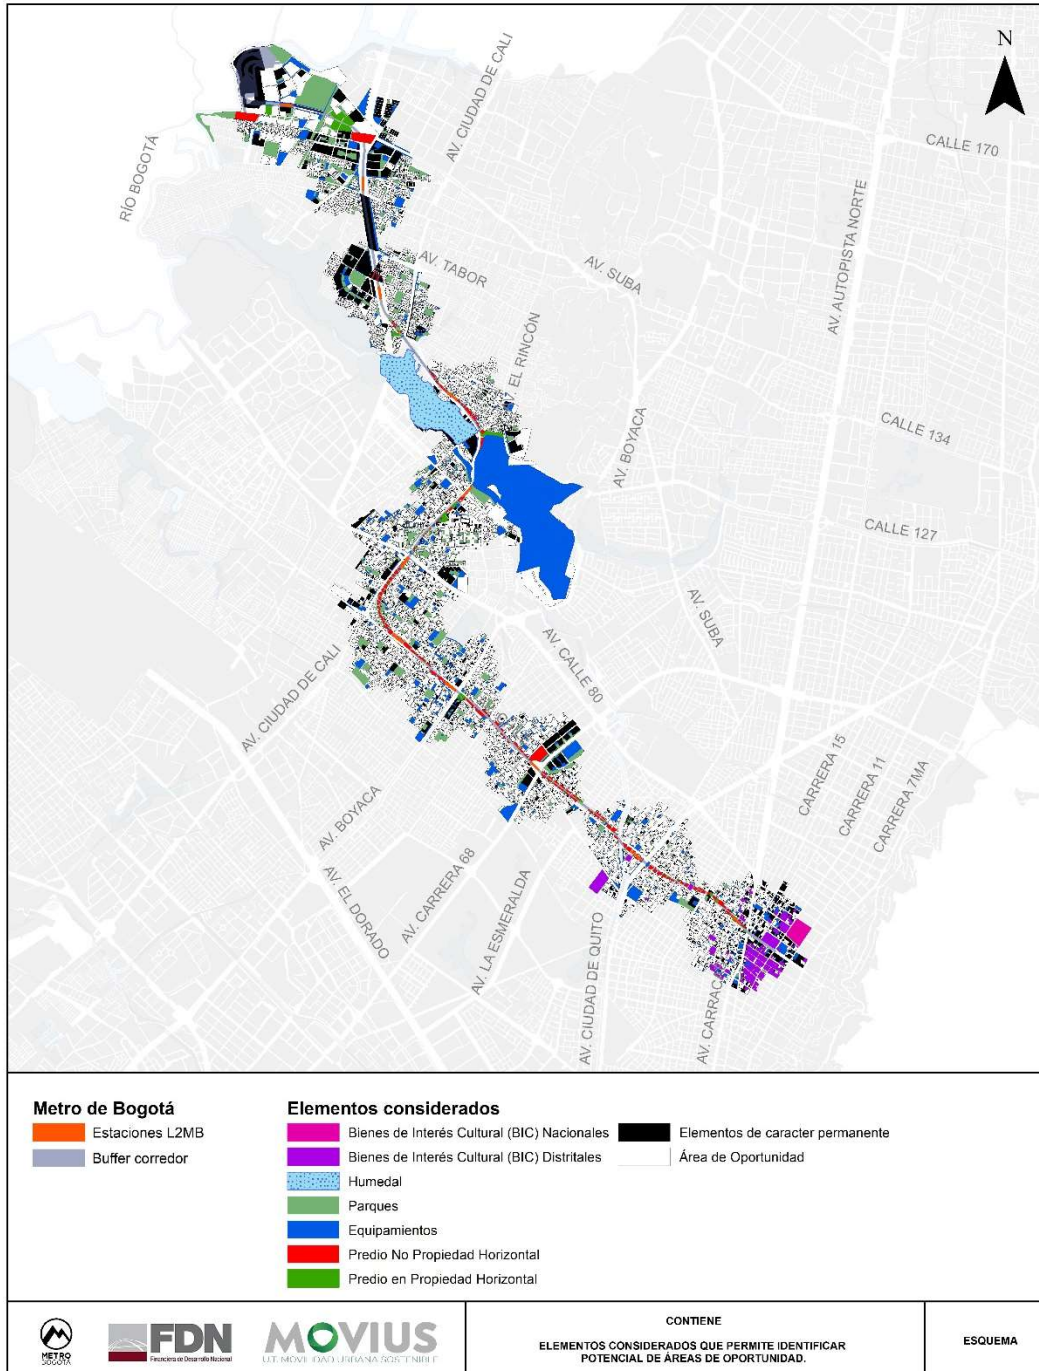 N
AV. CIUDAD DE CALI
CALLE 170
RÍO BOGOTÁ
AV. TABOR
AV. SUBA
AV. AUTOPISTA NORTE
EL RINCÓN
CALLE 134
AV. BOYACA
CALLE 127
AV. SUBA
AV. CALLE 80
AV. CIUDAD DE CALI
CARRERA 15
CARRERA 11
CARRERA 7MA
AV. BOYACA
AV. CARRERA 68
AV. EL DORADO
AV. LA ESMERALDA
AV. CIUDAD DE QUITO
AV. CARRAC
Metro de Bogotá
Estaciones L2MB
Buffer corredor
Elementos considerados
Bienes de Interés Cultural (BIC) Nacionales
Bienes de Interés Cultural (BIC) Distritales
Humedal
Parques
Equipamientos
Predio No Propiedad Horizontal
Predio en Propiedad Horizontal
Elementos de caracter permanente
Área de Oportunidad
METRO
BOGOTÁ
FDN
Financiera de Desarrollo Nacional
MOVIUS
U.T. MOVILIDAD URBANA SOSTENIBLE
CONTIENE
ELEMENTOS CONSIDERADOS QUE PERMITE IDENTIFICAR
POTENCIAL DE ÁREAS DE OPORTUNIDAD.
ESQUEMA